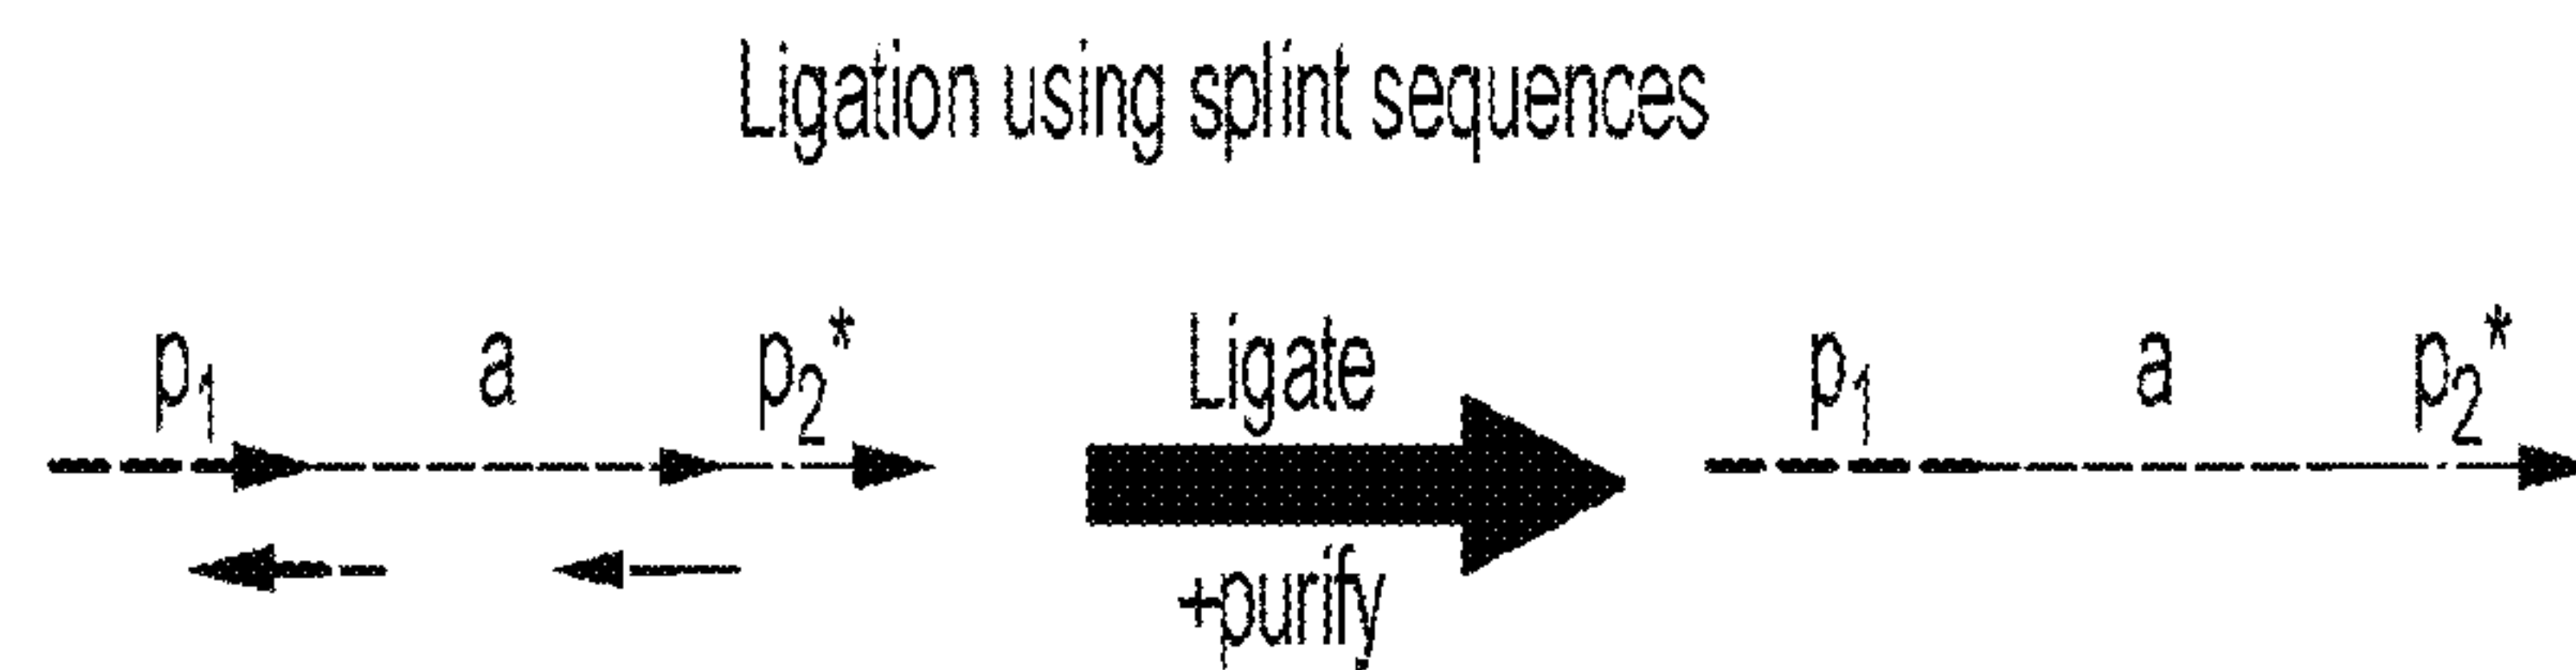 Ligation using splint sequences
p1 a p2* Ligate p1 a p2*
+purify